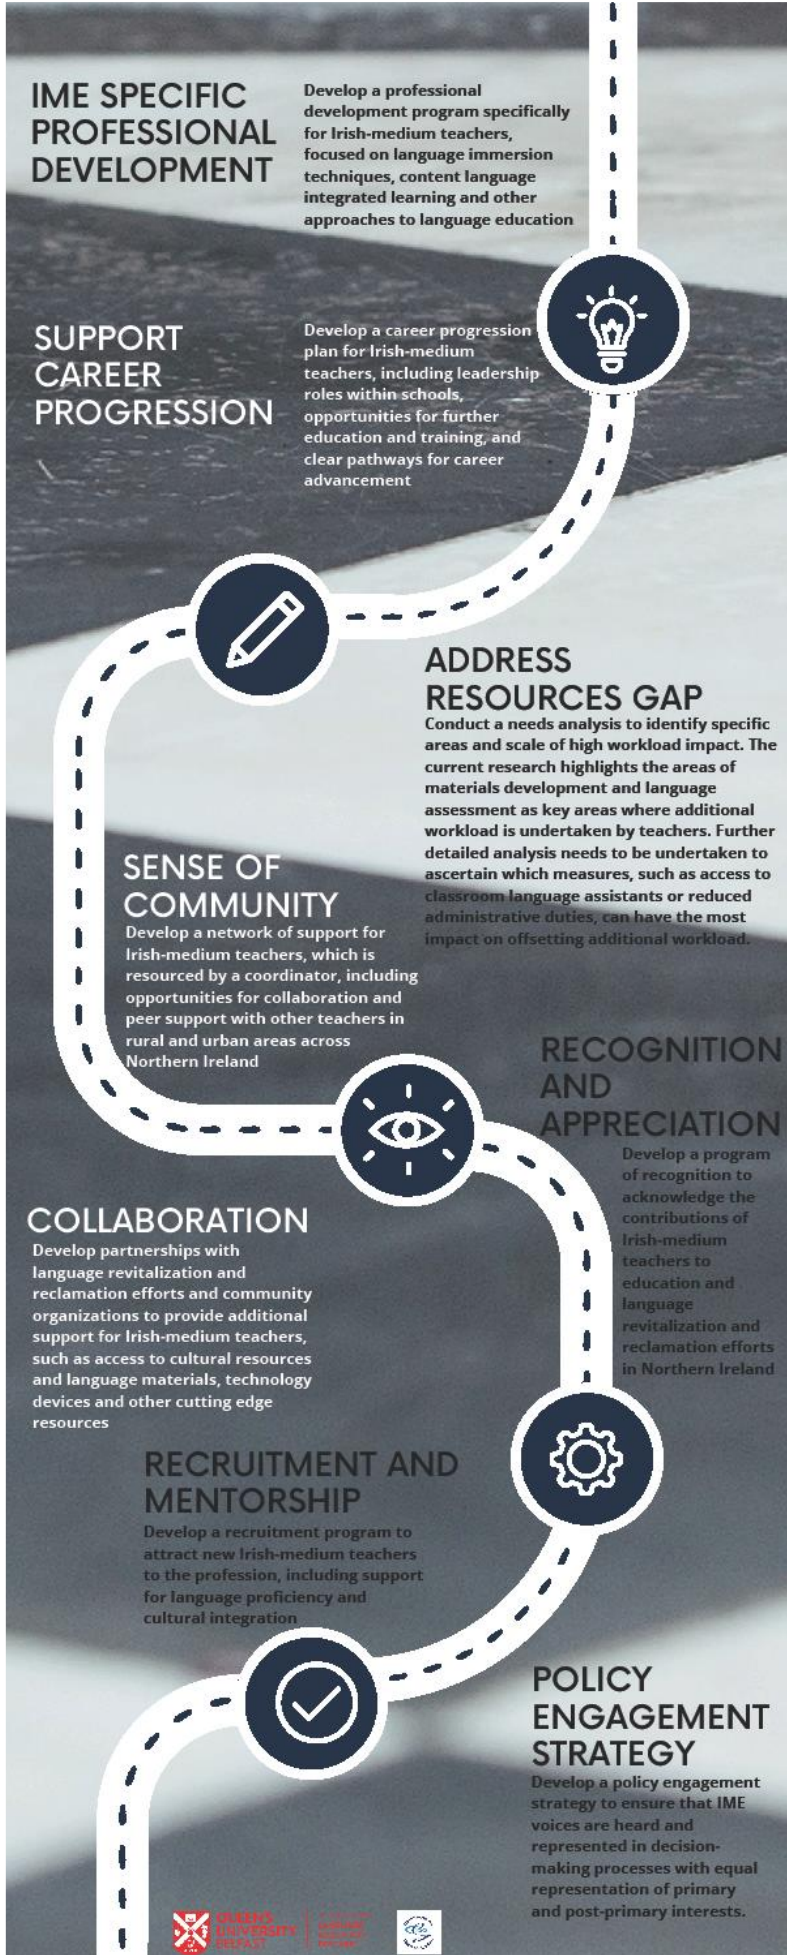 IME SPECIFIC
PROFESSIONAL
DEVELOPMENT
Develop a professional
development program specifically
for Irish-medium teachers,
focused on language immersion
techniques, content language
integrated learning and other
approaches to language education
SUPPORT
CAREER
PROGRESSION
Develop a career progression
plan for Irish-medium
teachers, including leadership
roles within schools,
opportunities for further
education and training, and
clear pathways for career
advancement
ADDRESS
RESOURCES GAP
Conduct a needs analysis to identify specific
areas and scale of high workload impact. The
current research highlights the areas of
materials development and language
assessment as key areas where additional
workload is undertaken by teachers. Further
detailed analysis needs to be undertaken to
ascertain which measures, such as access to
classroom language assistants or reduced
administrative duties, can have the most
impact on offsetting additional workload.
SENSE OF
COMMUNITY
Develop a network of support for
Irish-medium teachers, which is
resourced by a coordinator, including
opportunities for collaboration and
peer support with other teachers in
rural and urban areas across
Northern Ireland
RECOGNITION
AND
APPRECIATION
Develop a program
of recognition to
acknowledge the
contributions of
Irish-medium
teachers to
education and
language
revitalization and
reclamation efforts
in Northern Ireland
COLLABORATION
Develop partnerships with
language revitalization and
reclamation efforts and community
organizations to provide additional
support for Irish-medium teachers,
such as access to cultural resources
and language materials, technology
devices and other cutting edge
resources
RECRUITMENT AND
MENTORSHIP
Develop a recruitment program to
attract new Irish-medium teachers
to the profession, including support
for language proficiency and
cultural integration
POLICY
ENGAGEMENT
STRATEGY
Develop a policy engagement
strategy to ensure that IME
voices are heard and
represented in decision-
making processes with equal
representation of primary
and post-primary interests.
QUEEN'S
UNIVERSITY
BELFAST